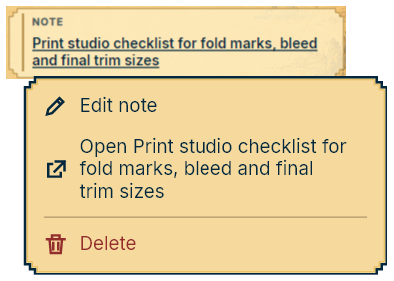 NOTE
Print studio checklist for fold marks, bleed
and final trim sizes
Edit note
Open Print studio checklist for
fold marks, bleed and final
trim sizes
Delete